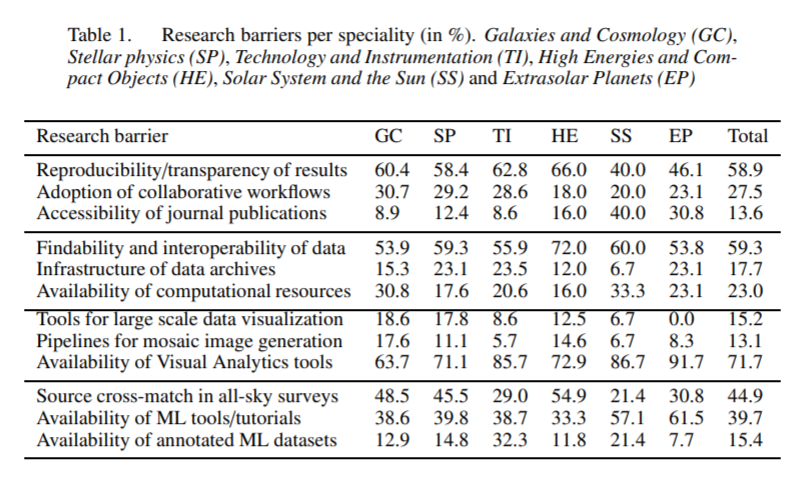 Table 1. Research barriers per speciality (in %). Galaxies and Cosmology (GC),
Stellar physics (SP), Technology and Instrumentation (TI), High Energies and Com-
pact Objects (HE), Solar System and the Sun (SS) and Extrasolar Planets (EP)
Research barrier GC SP TI HE SS EP Total
Reproducibility/transparency of results 60.4 58.4 62.8 66.0 40.0 46.1 58.9
Adoption of collaborative workflows 30.7 29.2 28.6 18.0 20.0 23.1 27.5
Accessibility of journal publications 8.9 12.4 8.6 16.0 40.0 30.8 13.6
Findability and interoperability of data 53.9 59.3 55.9 72.0 60.0 53.8 59.3
Infrastructure of data archives 15.3 23.1 23.5 12.0 6.7 23.1 17.7
Availability of computational resources 30.8 17.6 20.6 16.0 33.3 23.1 23.0
Tools for large scale data visualization 18.6 17.8 8.6 12.5 6.7 0.0 15.2
Pipelines for mosaic image generation 17.6 11.1 5.7 14.6 6.7 8.3 13.1
Availability of Visual Analytics tools 63.7 71.1 85.7 72.9 86.7 91.7 71.7
Source cross-match in all-sky surveys 48.5 45.5 29.0 54.9 21.4 30.8 44.9
Availability of ML tools/tutorials 38.6 39.8 38.7 33.3 57.1 61.5 39.7
Availability of annotated ML datasets 12.9 14.8 32.3 11.8 21.4 7.7 15.4